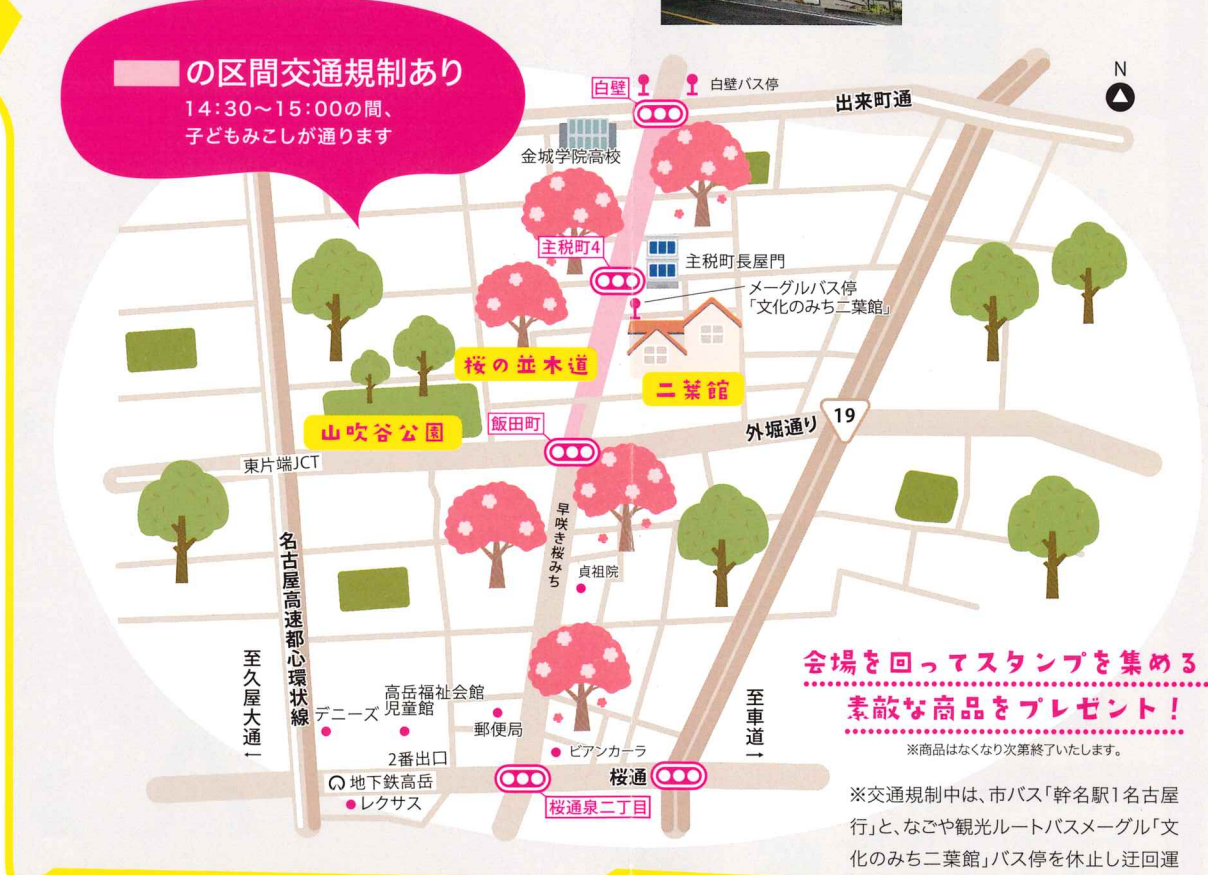 の区間交通規制あり
14:30〜15:00の間、
子どもみこしが通ります
白壁
白壁バス停
出来町通
N
金城学院高校
主税町4
主税町長屋門
メーグルバス停
「文化のみち二葉館」
桜の並木道
二葉館
山吹谷公園
飯田町
外堀通り
19
東片端JCT
早咲き桜みち
名古屋高速都心環状線
貞祖院
至久屋大通←
デニーズ
高岳福祉会館
児童館
郵便局
ビアンカーラ
2番出口
地下鉄高岳
レクサス
桜通
桜通泉二丁目
至車道→
会場を回ってスタンプを集める
素敵な商品をプレゼント!
※商品はなくなり次第終了いたします。
※交通規制中は、市バス「幹名駅1名古屋
行」と、なごや観光ルートバスメーグル「文
化のみち二葉館」バス停を休止し迂回運